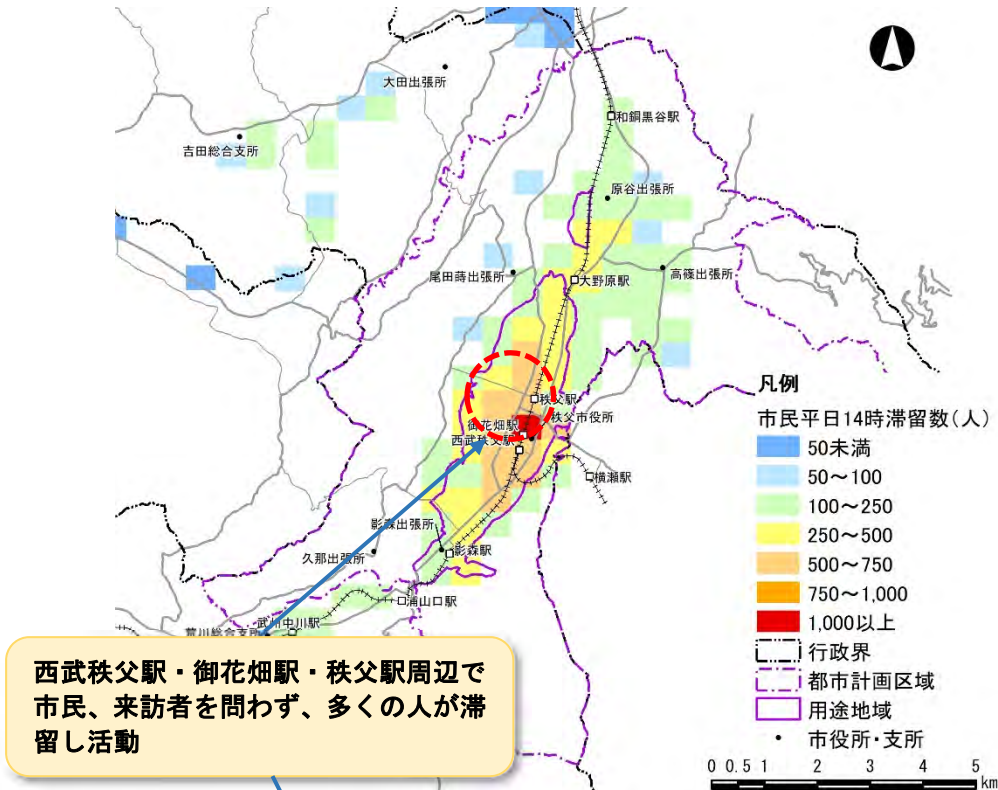 大田出張所
和銅黒谷駅
吉田総合支所
原谷出張所
尾田蒔出張所
大野原駅
高篠出張所
凡例
市民平日14時滞留数(人)
50未満
50～100
100～250
250～500
500～750
750～1,000
1,000以上
行政界
都市計画区域
用途地域
市役所・支所
0 0.5 1 2 3 4 5
km
秩父駅
秩父市役所
御花畑駅
西武秩父駅
横瀬駅
影森出張所
久那出張所
影森駅
浦山口駅
武州中川駅
荒川総合支所
西武秩父駅・御花畑駅・秩父駅周辺で
市民、来訪者を問わず、多くの人が滞
留し活動